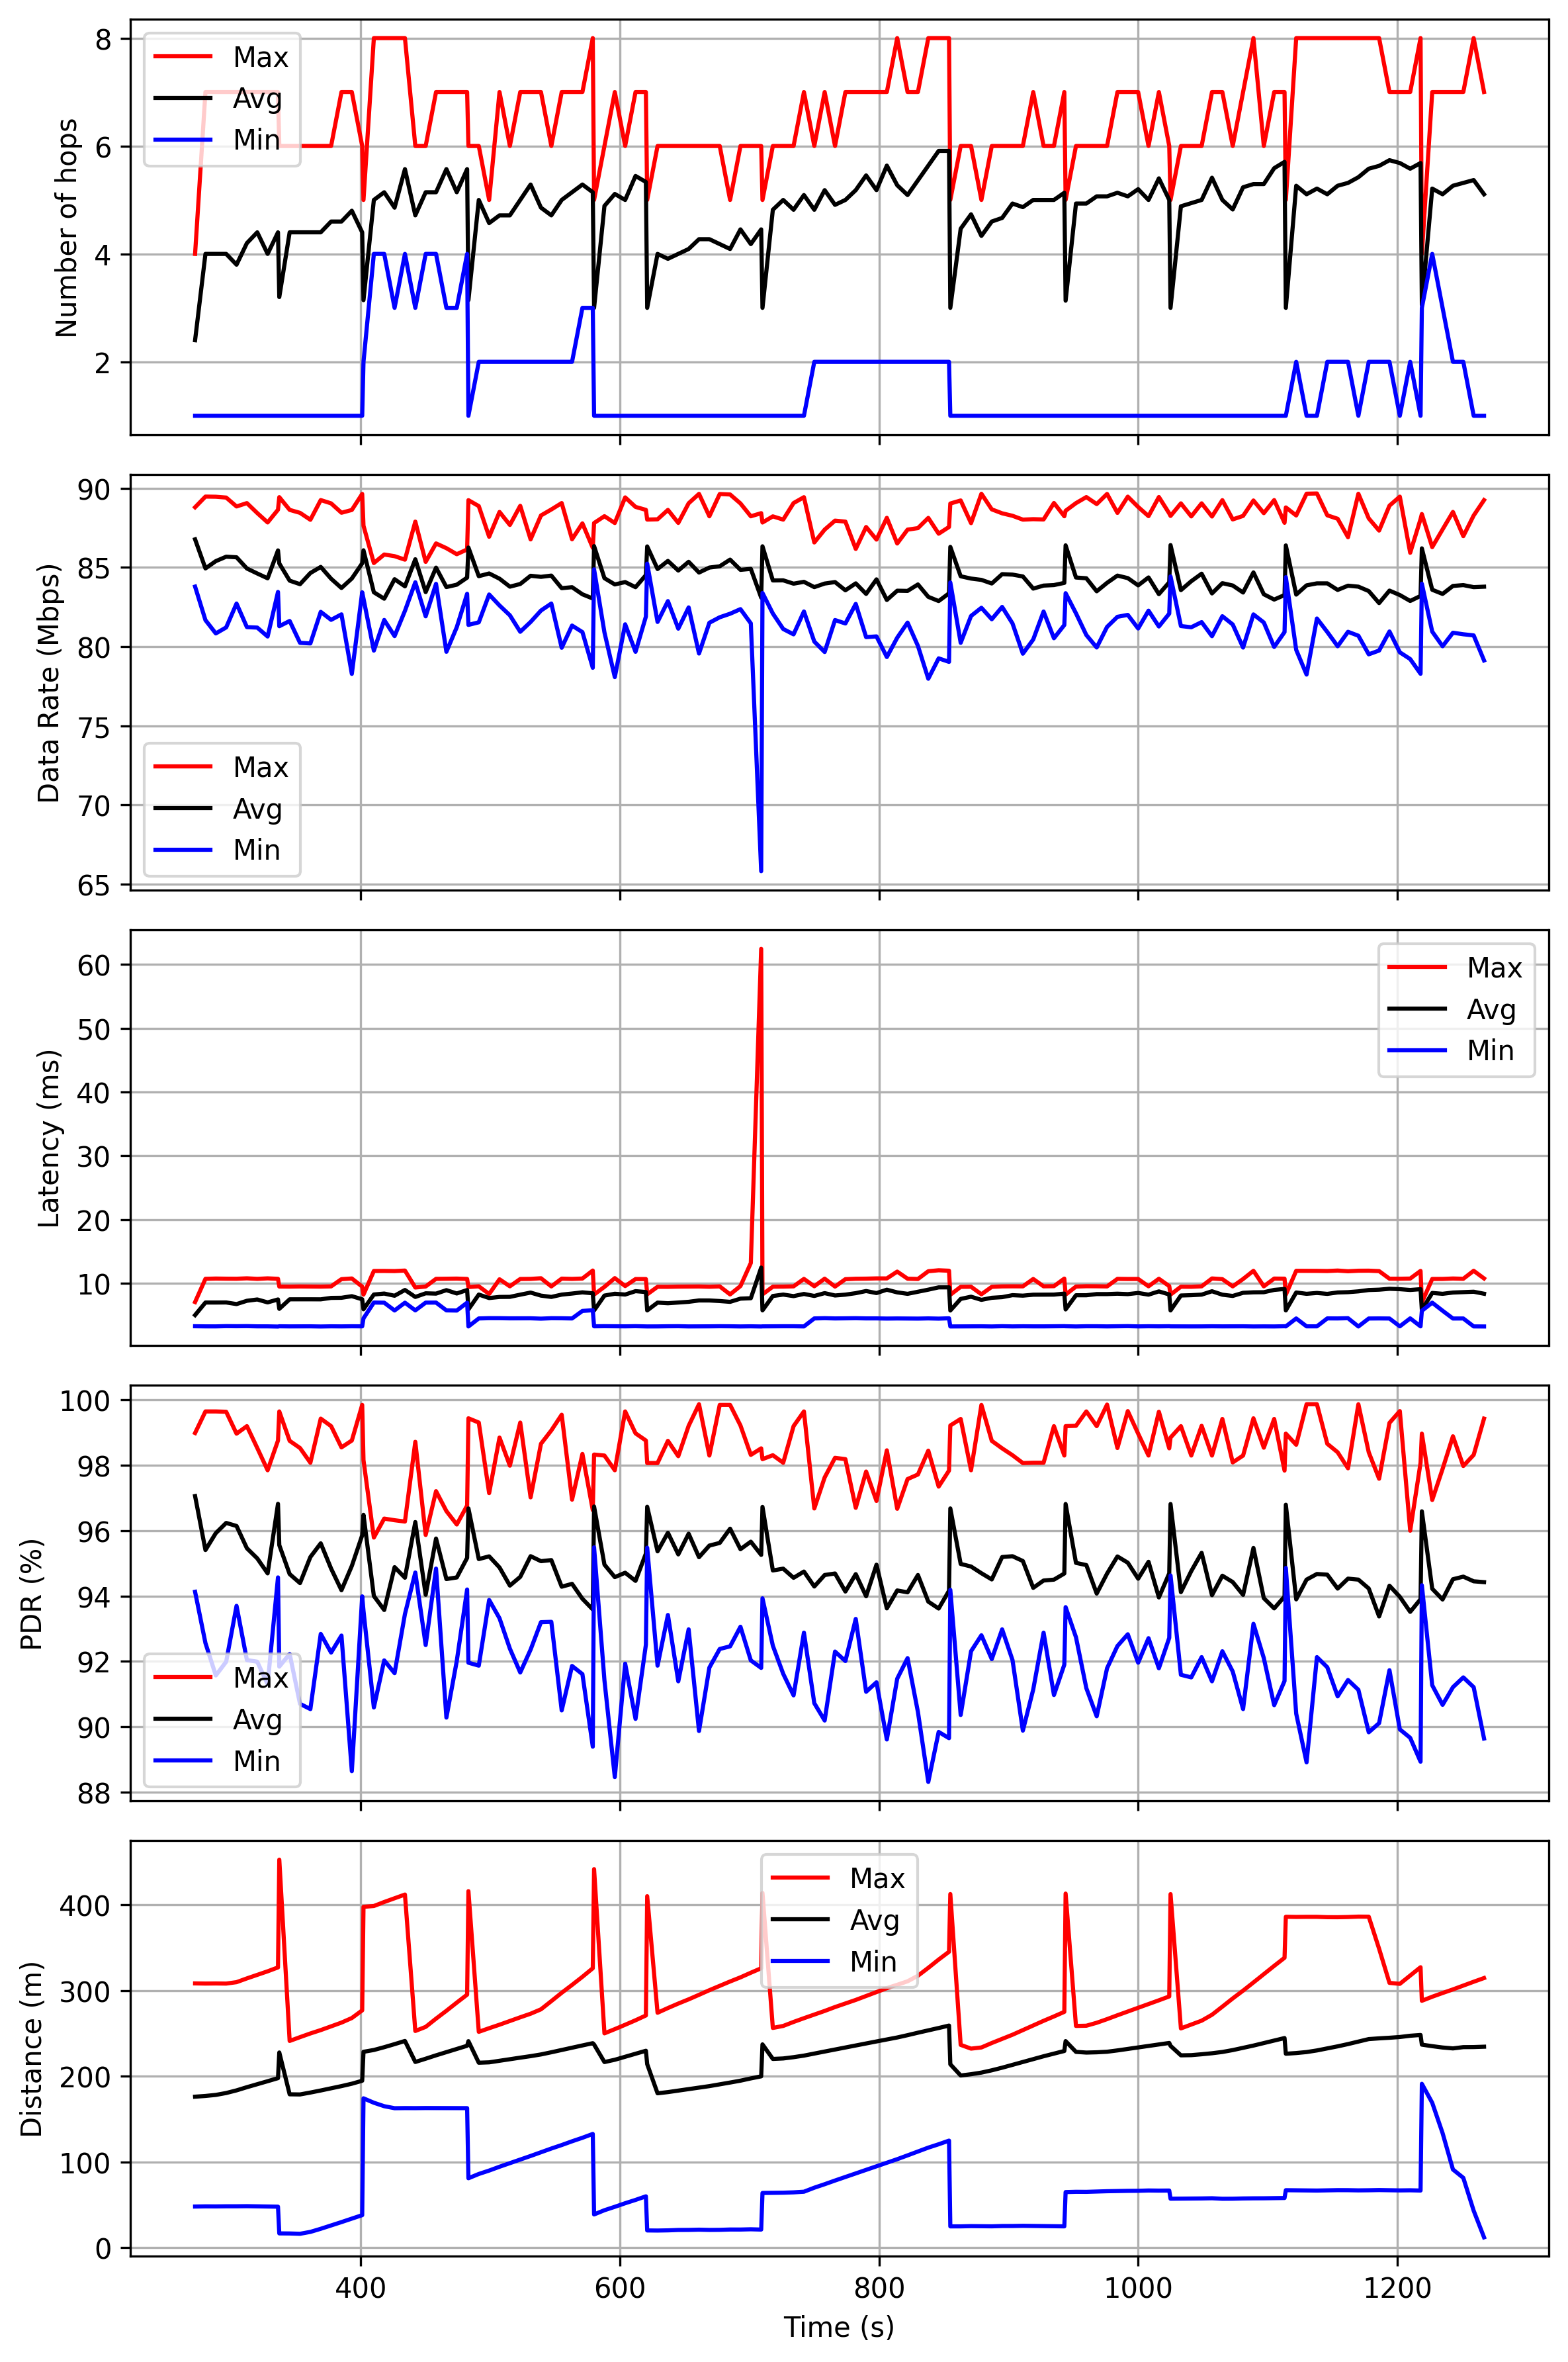 Number of hops
8
6
4
2
Max
Avg
Min
Data Rate (Mbps)
90
85
80
75
70
65
Max
Avg
Min
Latency (ms)
60
50
40
30
20
10
Max
Avg
Min
PDR (%)
100
98
96
94
92
90
88
Max
Avg
Min
Distance (m)
400
300
200
100
0
Max
Avg
Min
400 600 800 1000 1200
Time (s)